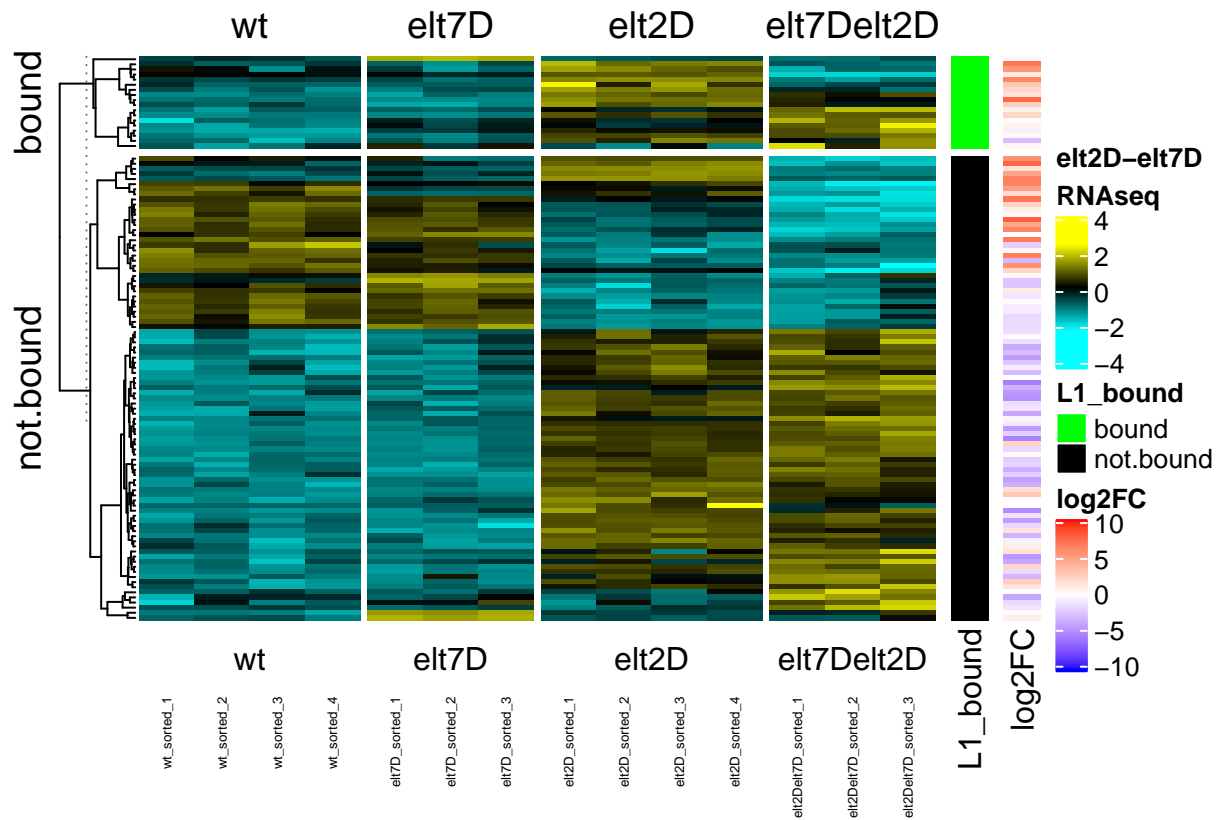 wt
elt7D
elt2D
elt7Delt2D
bound
not.bound
elt2D−elt7D
RNAseq
4
2
0
−2
−4
L1_bound
bound
not.bound
log2FC
10
5
0
−5
−10
wt
elt7D
elt2D
elt7Delt2D
wt_sorted_1
wt_sorted_2
wt_sorted_3
wt_sorted_4
elt7D_sorted_1
elt7D_sorted_2
elt7D_sorted_3
elt2D_sorted_1
elt2D_sorted_2
elt2D_sorted_3
elt2D_sorted_4
elt2Delt7D_sorted_1
elt2Delt7D_sorted_2
elt2Delt7D_sorted_3
L1_bound
log2FC